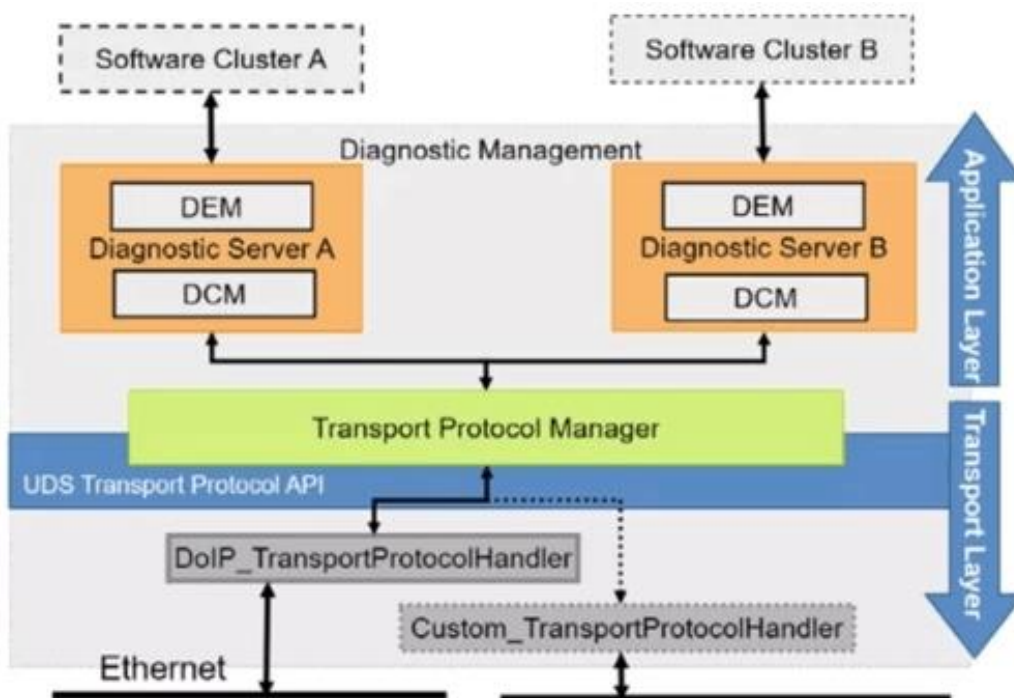 Software Cluster A
Software Cluster B
Diagnostic Management
DEM
Diagnostic Server A
DCM
DEM
Diagnostic Server B
DCM
Application Layer
Transport Protocol Manager
UDS Transport Protocol API
Transport Layer
DoIP_TransportProtocolHandler
Custom_TransportProtocolHandler
Ethernet